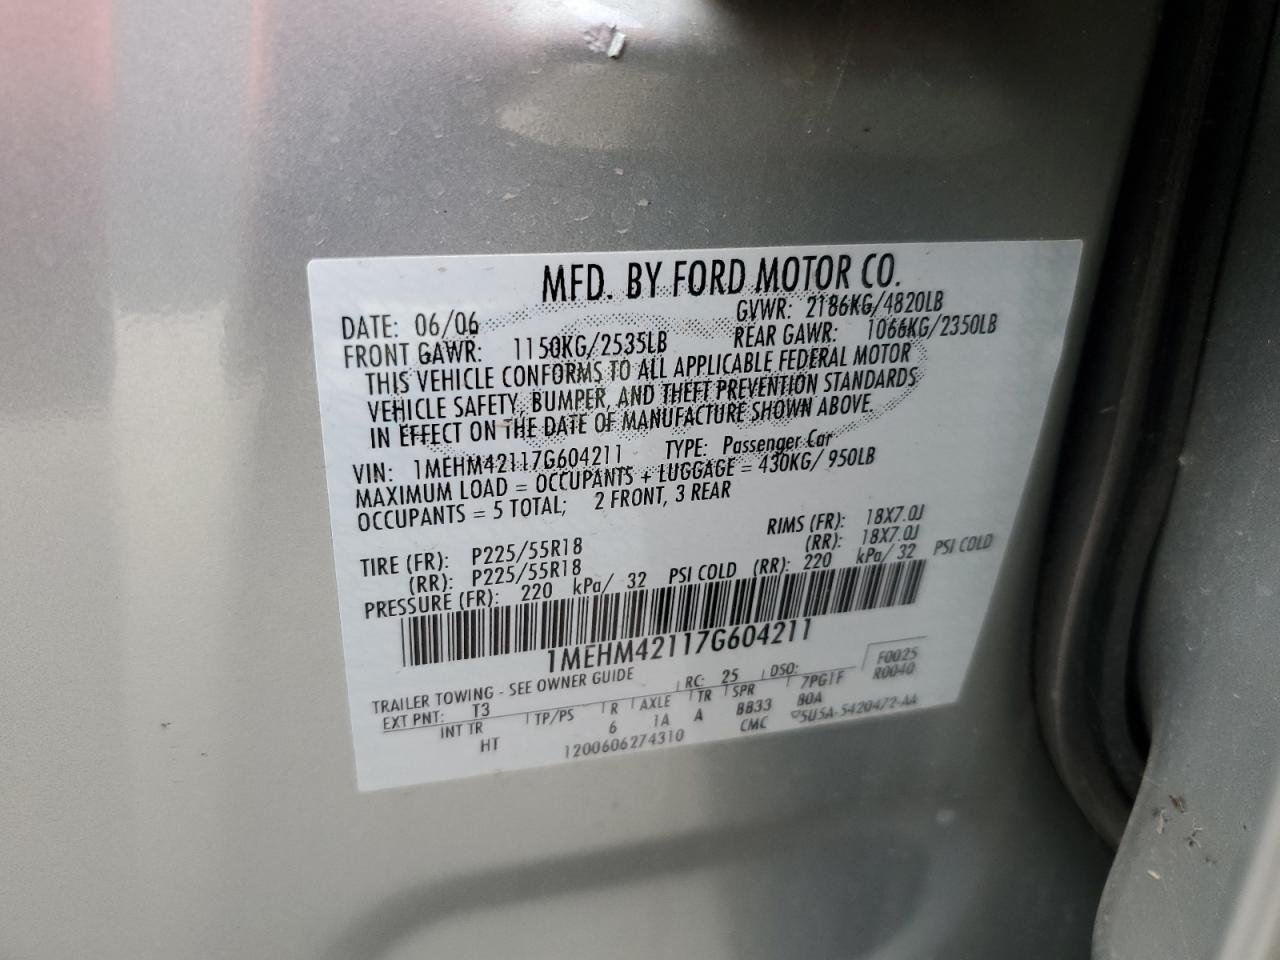 MFD. BY FORD MOTOR CO.
DATE: 06/06 GVWR: 2186KG/4820LB
FRONT GAWR: 1150KG/2535LB REAR GAWR: 1066KG/2350LB
THIS VEHICLE CONFORMS TO ALL APPLICABLE FEDERAL MOTOR
VEHICLE SAFETY, BUMPER, AND THEFT PREVENTION STANDARDS
IN EFFECT ON THE DATE OF MANUFACTURE SHOWN ABOVE.
VIN: 1MEHM42117G604211 TYPE: Passenger Car
MAXIMUM LOAD = OCCUPANTS + LUGGAGE = 430KG/ 950LB
OCCUPANTS = 5 TOTAL; 2 FRONT, 3 REAR
TIRE (FR): P225/55R18 RIMS (FR): 18X7.0J
(RR): P225/55R18 (RR): 18X7.0J
PRESSURE (FR): 220 kPa/ 32 PSI COLD (RR): 220 kPa/ 32 PSI COLD
1MEHM42117G604211
F0025
TRAILER TOWING - SEE OWNER GUIDE RC: 25 DSO: R0040
EXT PNT: T3 7PG1F
INT TR TP/PS R AXLE TR SPR 80A
HT 6 1A A BB33
1200606274310 CMC 5U5A-5420472-AA